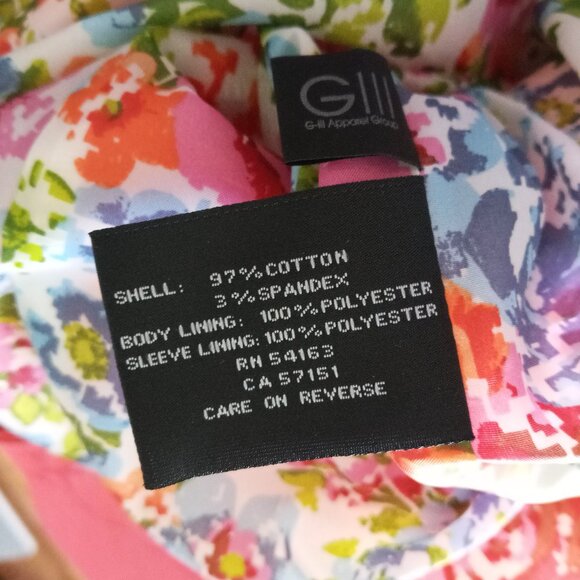 GIII
G-III Apparel Group
SHELL: 97%COTTON
3%SPANDEX
BODY LINING: 100%POLYESTER
SLEEVE LINING:100%POLYESTER
RN 54163
CA 57151
CARE ON REVERSE